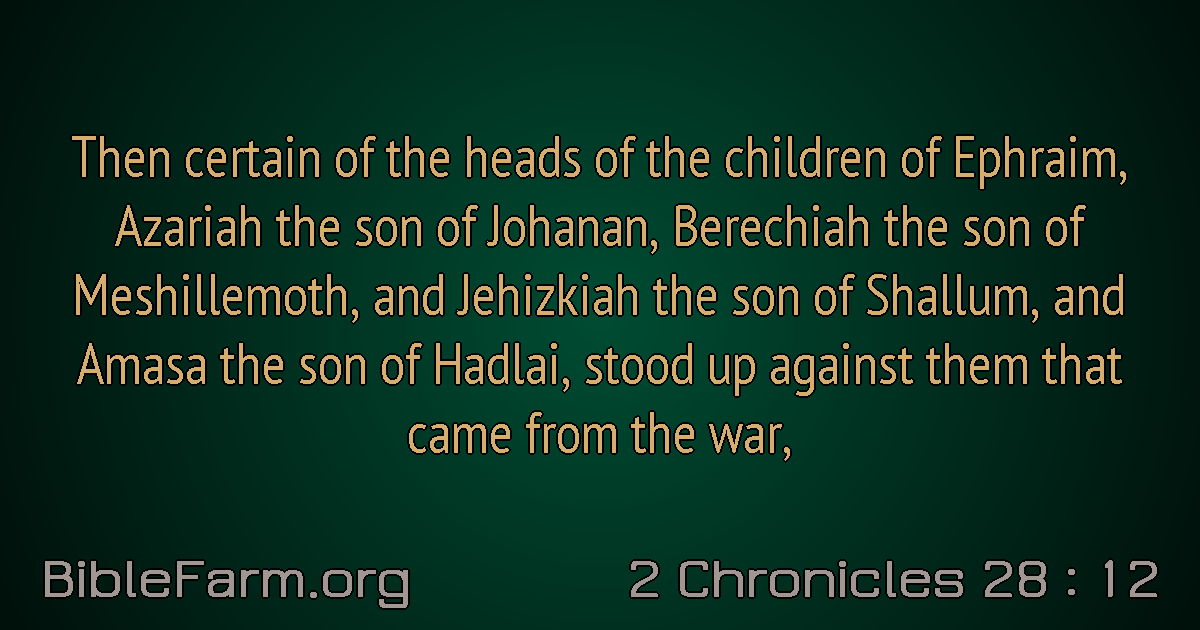 Then certain of the heads of the children of Ephraim,
Azariah the son of Johanan, Berechiah the son of
Meshillemoth, and Jehizkiah the son of Shallum, and
Amasa the son of Hadlai, stood up against them that
came from the war,
BibleFarm.org
2 Chronicles 28 : 12